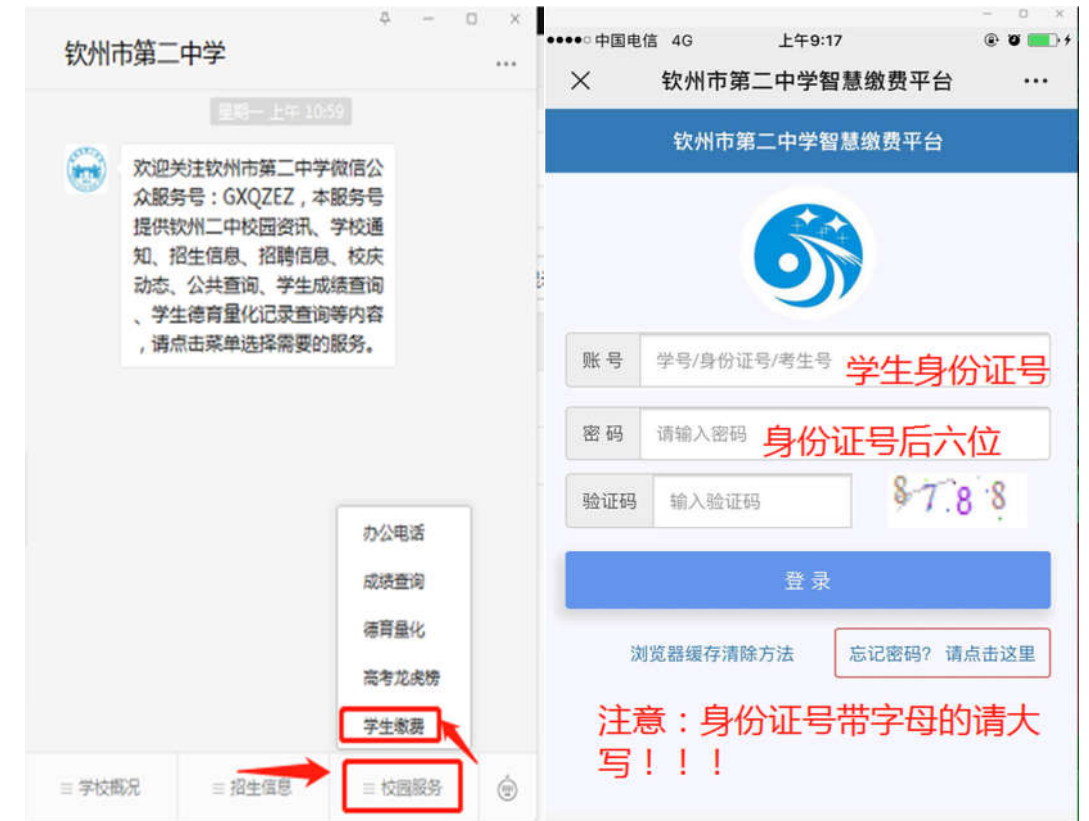 钦州市第二中学
星期一 上午 10:59
欢迎关注钦州市第二中学微信公
众服务号：GXQZEZ，本服务号
提供钦州二中校园资讯、学校通
知、招生信息、招聘信息、校庆
动态、公共查询、学生成绩查询
、学生德育量化记录查询等内容
，请点击菜单选择需要的服务。
办公电话
成绩查询
德育量化
高考龙虎榜
学生缴费
学校概况
招生信息
校园服务
中国电信 4G 上午9:17
钦州市第二中学智慧缴费平台
钦州市第二中学智慧缴费平台
账 号 学号/身份证号/考生号 学生身份证号
密 码 请输入密码 身份证号后六位
验证码 输入验证码 8788
登 录
浏览器缓存清除方法 忘记密码？ 请点击这里
注意：身份证号带字母的请大
写！！！